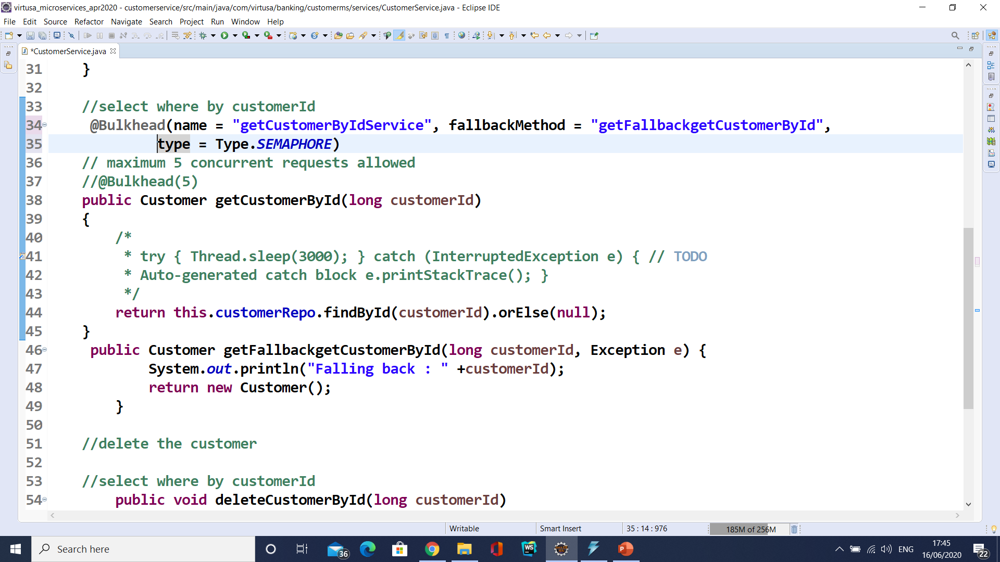 virtusa_microservices_apr2020 - customerservice/src/main/java/com/virtusa/banking/customerms/services/CustomerService.java - Eclipse IDE
File Edit Source Refactor Navigate Search Project Run Window Help
*CustomerService.java
31 }
32
33 //select where by customerId
34 @Bulkhead(name = "getCustomerByIdService", fallbackMethod = "getFallbackgetCustomerById",
35 type = Type.SEMAPHORE)
36 // maximum 5 concurrent requests allowed
37 //@Bulkhead(5)
38 public Customer getCustomerById(long customerId)
39 {
40 /*
41 * try { Thread.sleep(3000); } catch (InterruptedException e) { // TODO
42 * Auto-generated catch block e.printStackTrace(); }
43 */
44 return this.customerRepo.findById(customerId).orElse(null);
45 }
46 public Customer getFallbackgetCustomerById(long customerId, Exception e) {
47 System.out.println("Falling back : " +customerId);
48 return new Customer();
49 }
50
51 //delete the customer
52
53 //select where by customerId
54 public void deleteCustomerById(long customerId)
Writable Smart Insert 35 : 14 : 976 185M of 256M
Search here 36 WS P ENG 17:45
16/06/2020 22